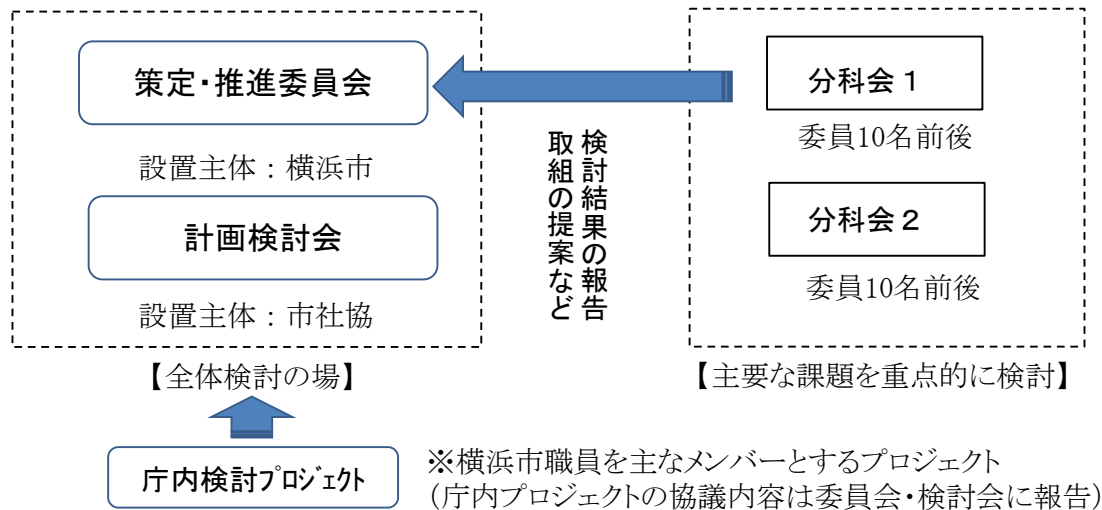 策定・推進委員会
設置主体：横浜市
計画検討会
設置主体：市社協
【全体検討の場】
検討結果の報告
取組の提案など
分科会１
委員10名前後
分科会２
委員10名前後
【主要な課題を重点的に検討】
庁内検討ﾌﾟﾛｼﾞｪｸﾄ
※横浜市職員を主なメンバーとするプロジェクト
（庁内プロジェクトの協議内容は委員会・検討会に報告）